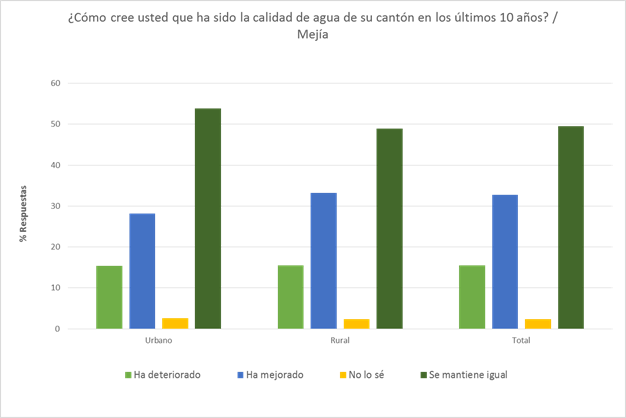 ¿Cómo cree usted que ha sido la calidad de agua de su cantón en los últimos 10 años? /
Mejía
60
50
40
30
20
10
0
% Respuestas
Urbano Rural Total
Ha deteriorado Ha mejorado No lo sé Se mantiene igual